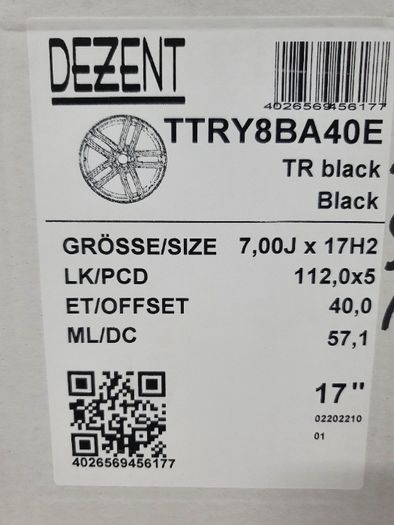 DEZENT
4026569456177
TTRY8BA40E
TR black
Black
GRÖSSE/SIZE 7,00J x 17H2
LK/PCD 112,0x5
ET/OFFSET 40,0
ML/DC 57,1
17"
02202210
01
4026569456177